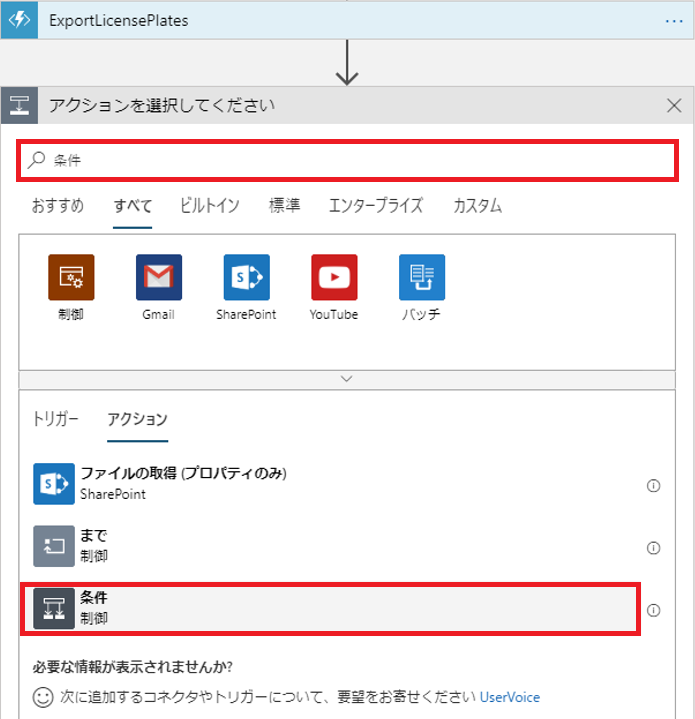 ExportLicensePlates
アクションを選択してください
条件
おすすめ すべて ビルトイン 標準 エンタープライズ カスタム
制御 Gmail SharePoint YouTube バッチ
トリガー アクション
ファイルの取得 (プロパティのみ)
SharePoint
まで
制御
条件
制御
必要な情報が表示されませんか?
次に追加するコネクタやトリガーについて、要望をお寄せください UserVoice